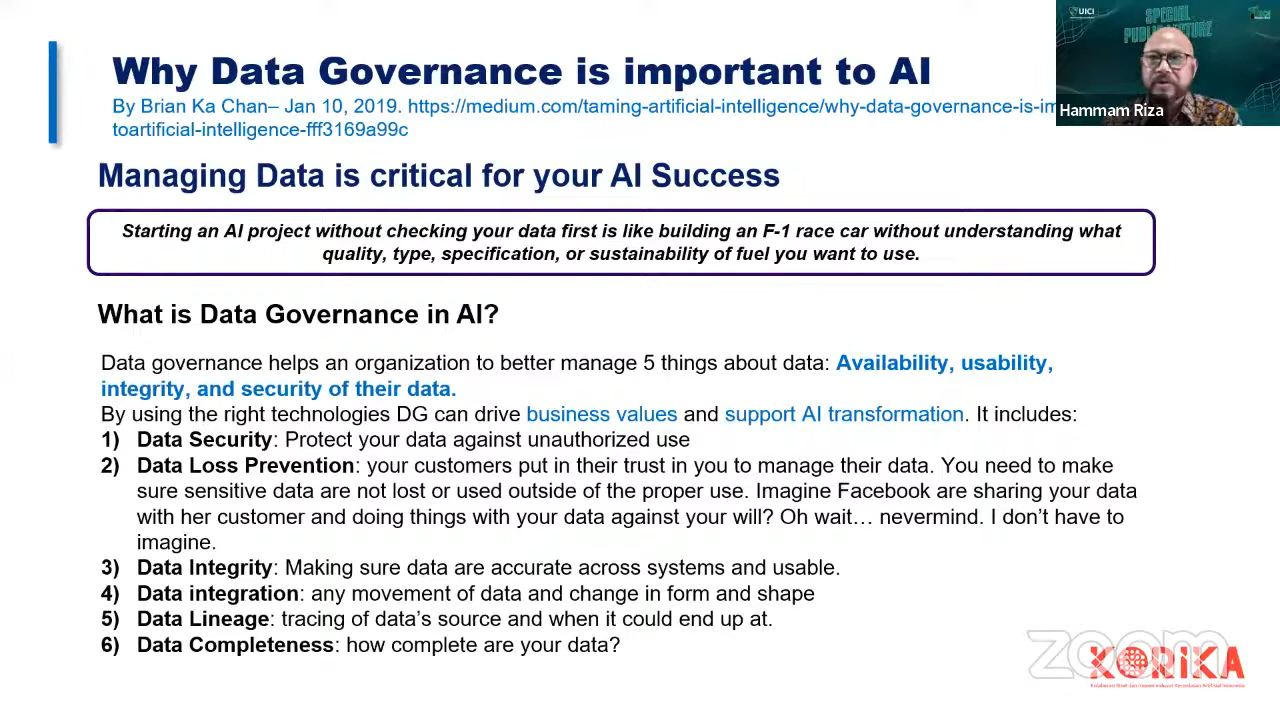 Why Data Governance is important to AI
By Brian Ka Chan– Jan 10, 2019. https://medium.com/taming-artificial-intelligence/why-data-governance-is-im
toartificial-intelligence-fff3169a99c
UICI
SPECIAL
PUBLIC LECTURE
Hammam Riza
Managing Data is critical for your AI Success
Starting an AI project without checking your data first is like building an F-1 race car without understanding what
quality, type, specification, or sustainability of fuel you want to use.
What is Data Governance in AI?
Data governance helps an organization to better manage 5 things about data: Availability, usability,
integrity, and security of their data.
By using the right technologies DG can drive business values and support AI transformation. It includes:
1) Data Security: Protect your data against unauthorized use
2) Data Loss Prevention: your customers put in their trust in you to manage their data. You need to make
sure sensitive data are not lost or used outside of the proper use. Imagine Facebook are sharing your data
with her customer and doing things with your data against your will? Oh wait… nevermind. I don't have to
imagine.
3) Data Integrity: Making sure data are accurate across systems and usable.
4) Data integration: any movement of data and change in form and shape
5) Data Lineage: tracing of data's source and when it could end up at.
6) Data Completeness: how complete are your data?
zoom
KORIKA